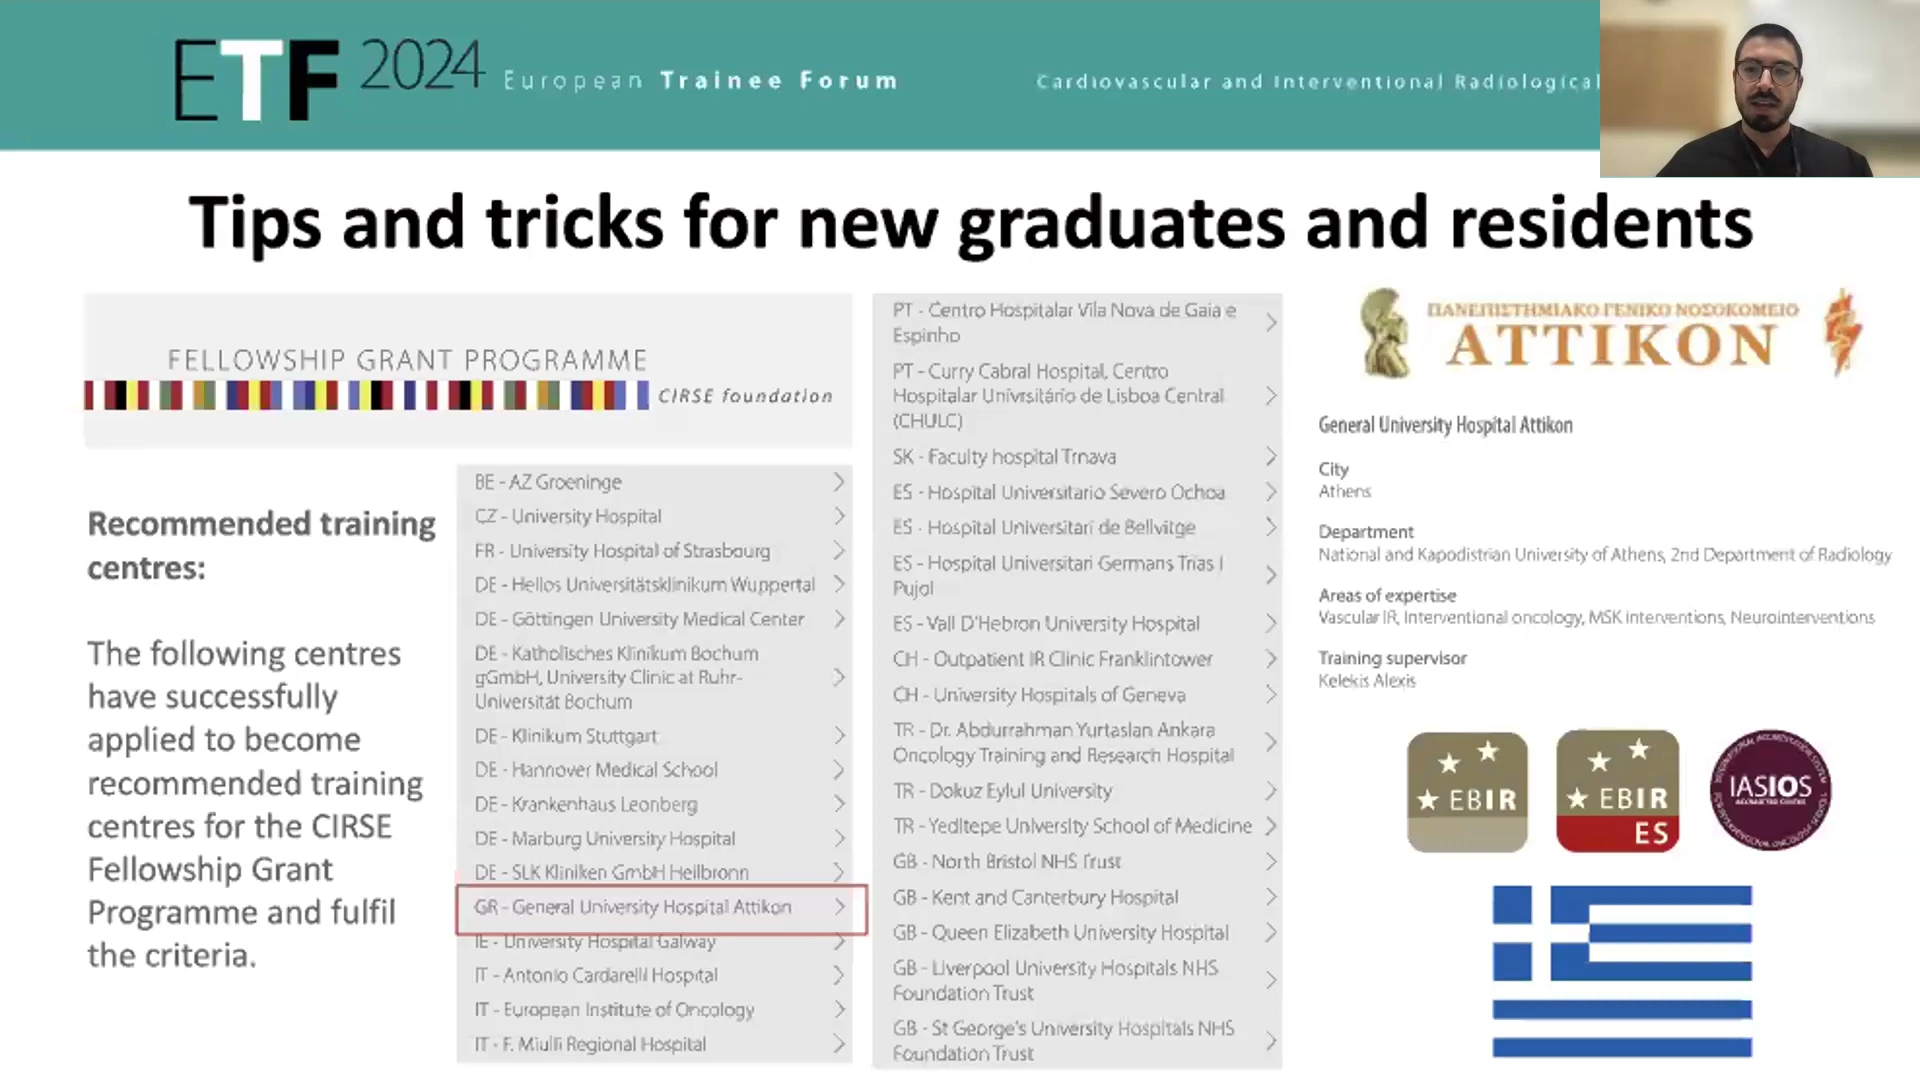 ETF 2024 European Trainee Forum
Cardiovascular and Interventional Radiological
Tips and tricks for new graduates and residents
FELLOWSHIP GRANT PROGRAMME
CIRSE foundation
Recommended training
centres:
The following centres
have successfully
applied to become
recommended training
centres for the CIRSE
Fellowship Grant
Programme and fulfil
the criteria.
BE - AZ Groeninge
CZ - University Hospital
FR - University Hospital of Strasbourg
DE - Helios Universitätsklinikum Wuppertal
DE - Göttingen University Medical Center
DE - Katholisches Klinikum Bochum
gGmbH, University Clinic at Ruhr-
Universität Bochum
DE - Klinikum Stuttgart
DE - Hannover Medical School
DE - Krankenhaus Leonberg
DE - Marburg University Hospital
DE - SLK Kliniken GmbH Heilbronn
GR - General University Hospital Attikon
IE - University Hospital Galway
IT - Antonio Cardarelli Hospital
IT - European Institute of Oncology
IT - F. Miulli Regional Hospital
PT - Centro Hospitalar Vila Nova de Gaia e
Espinho
PT - Curry Cabral Hospital, Centro
Hospitalar Univrsitário de Lisboa Central
(CHULC)
SK - Faculty hospital Trnava
ES - Hospital Universitario Severo Ochoa
ES - Hospital Universitari de Bellvitge
ES - Hospital Universitari Germans Trias I
Pujol
ES - Vall D'Hebron University Hospital
CH - Outpatient IR Clinic Franklintower
CH - University Hospitals of Geneva
TR - Dr. Abdurrahman Yurtaslan Ankara
Oncology Training and Research Hospital
TR - Dokuz Eylul University
TR - Yeditepe University School of Medicine
GB - North Bristol NHS Trust
GB - Kent and Canterbury Hospital
GB - Queen Elizabeth University Hospital
GB - Liverpool University Hospitals NHS
Foundation Trust
GB - St George's University Hospitals NHS
Foundation Trust
ΠΑΝΕΠΙΣΤΗΜΙΑΚΟ ΓΕΝΙΚΟ ΝΟΣΟΚΟΜΕΙΟ
ΑΤΤΙΚΟΝ
General University Hospital Attikon
City
Athens
Department
National and Kapodistrian University of Athens, 2nd Department of Radiology
Areas of expertise
Vascular IR, Interventional oncology, MSK interventions, Neurointerventions
Training supervisor
Kelekis Alexis
EBIR
EBIR
ES
IASIOS
ACCREDITED CENTRE